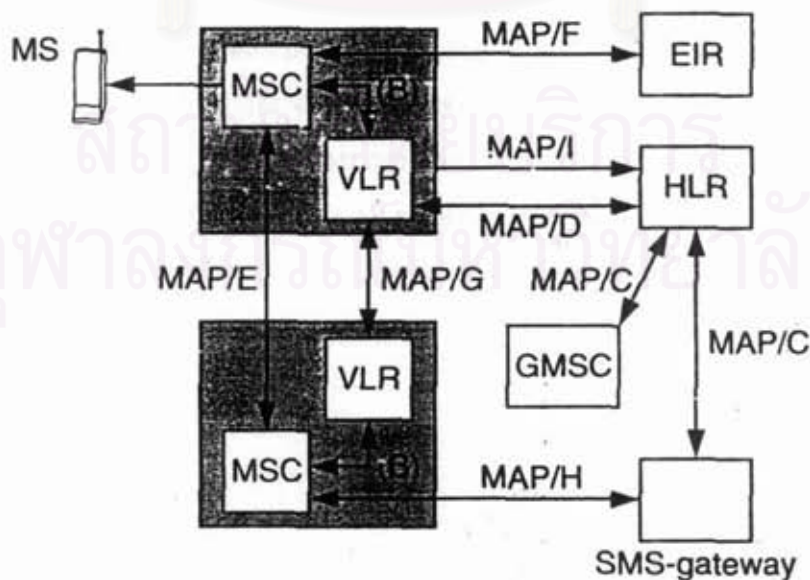 MAP/F
EIR
MS
MSC
(B)
MAP/I
VLR
HLR
MAP/D
MAP/E
MAP/G
MAP/C
MAP/C
GMSC
VLR
MSC
(B)
MAP/H
SMS-gateway